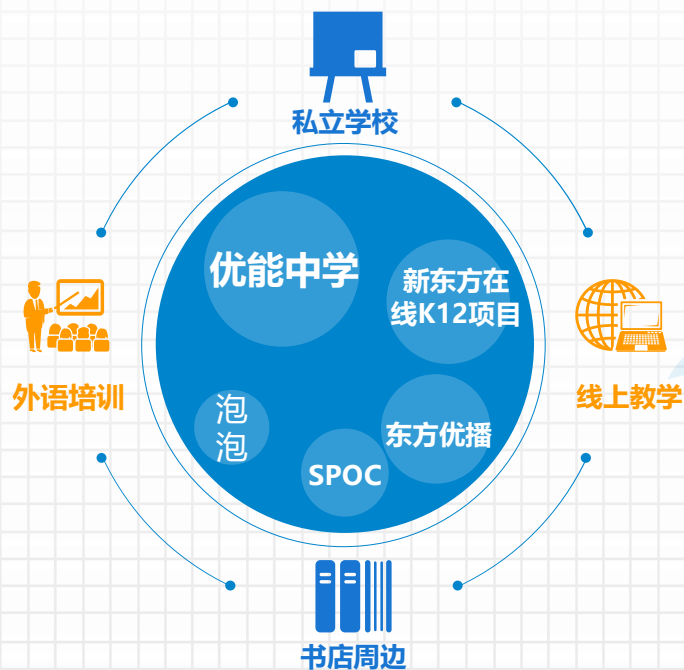 私立学校
优能中学
新东方在
线K12项目
外语培训
泡
泡
东方优播
线上教学
SPOC
书店周边